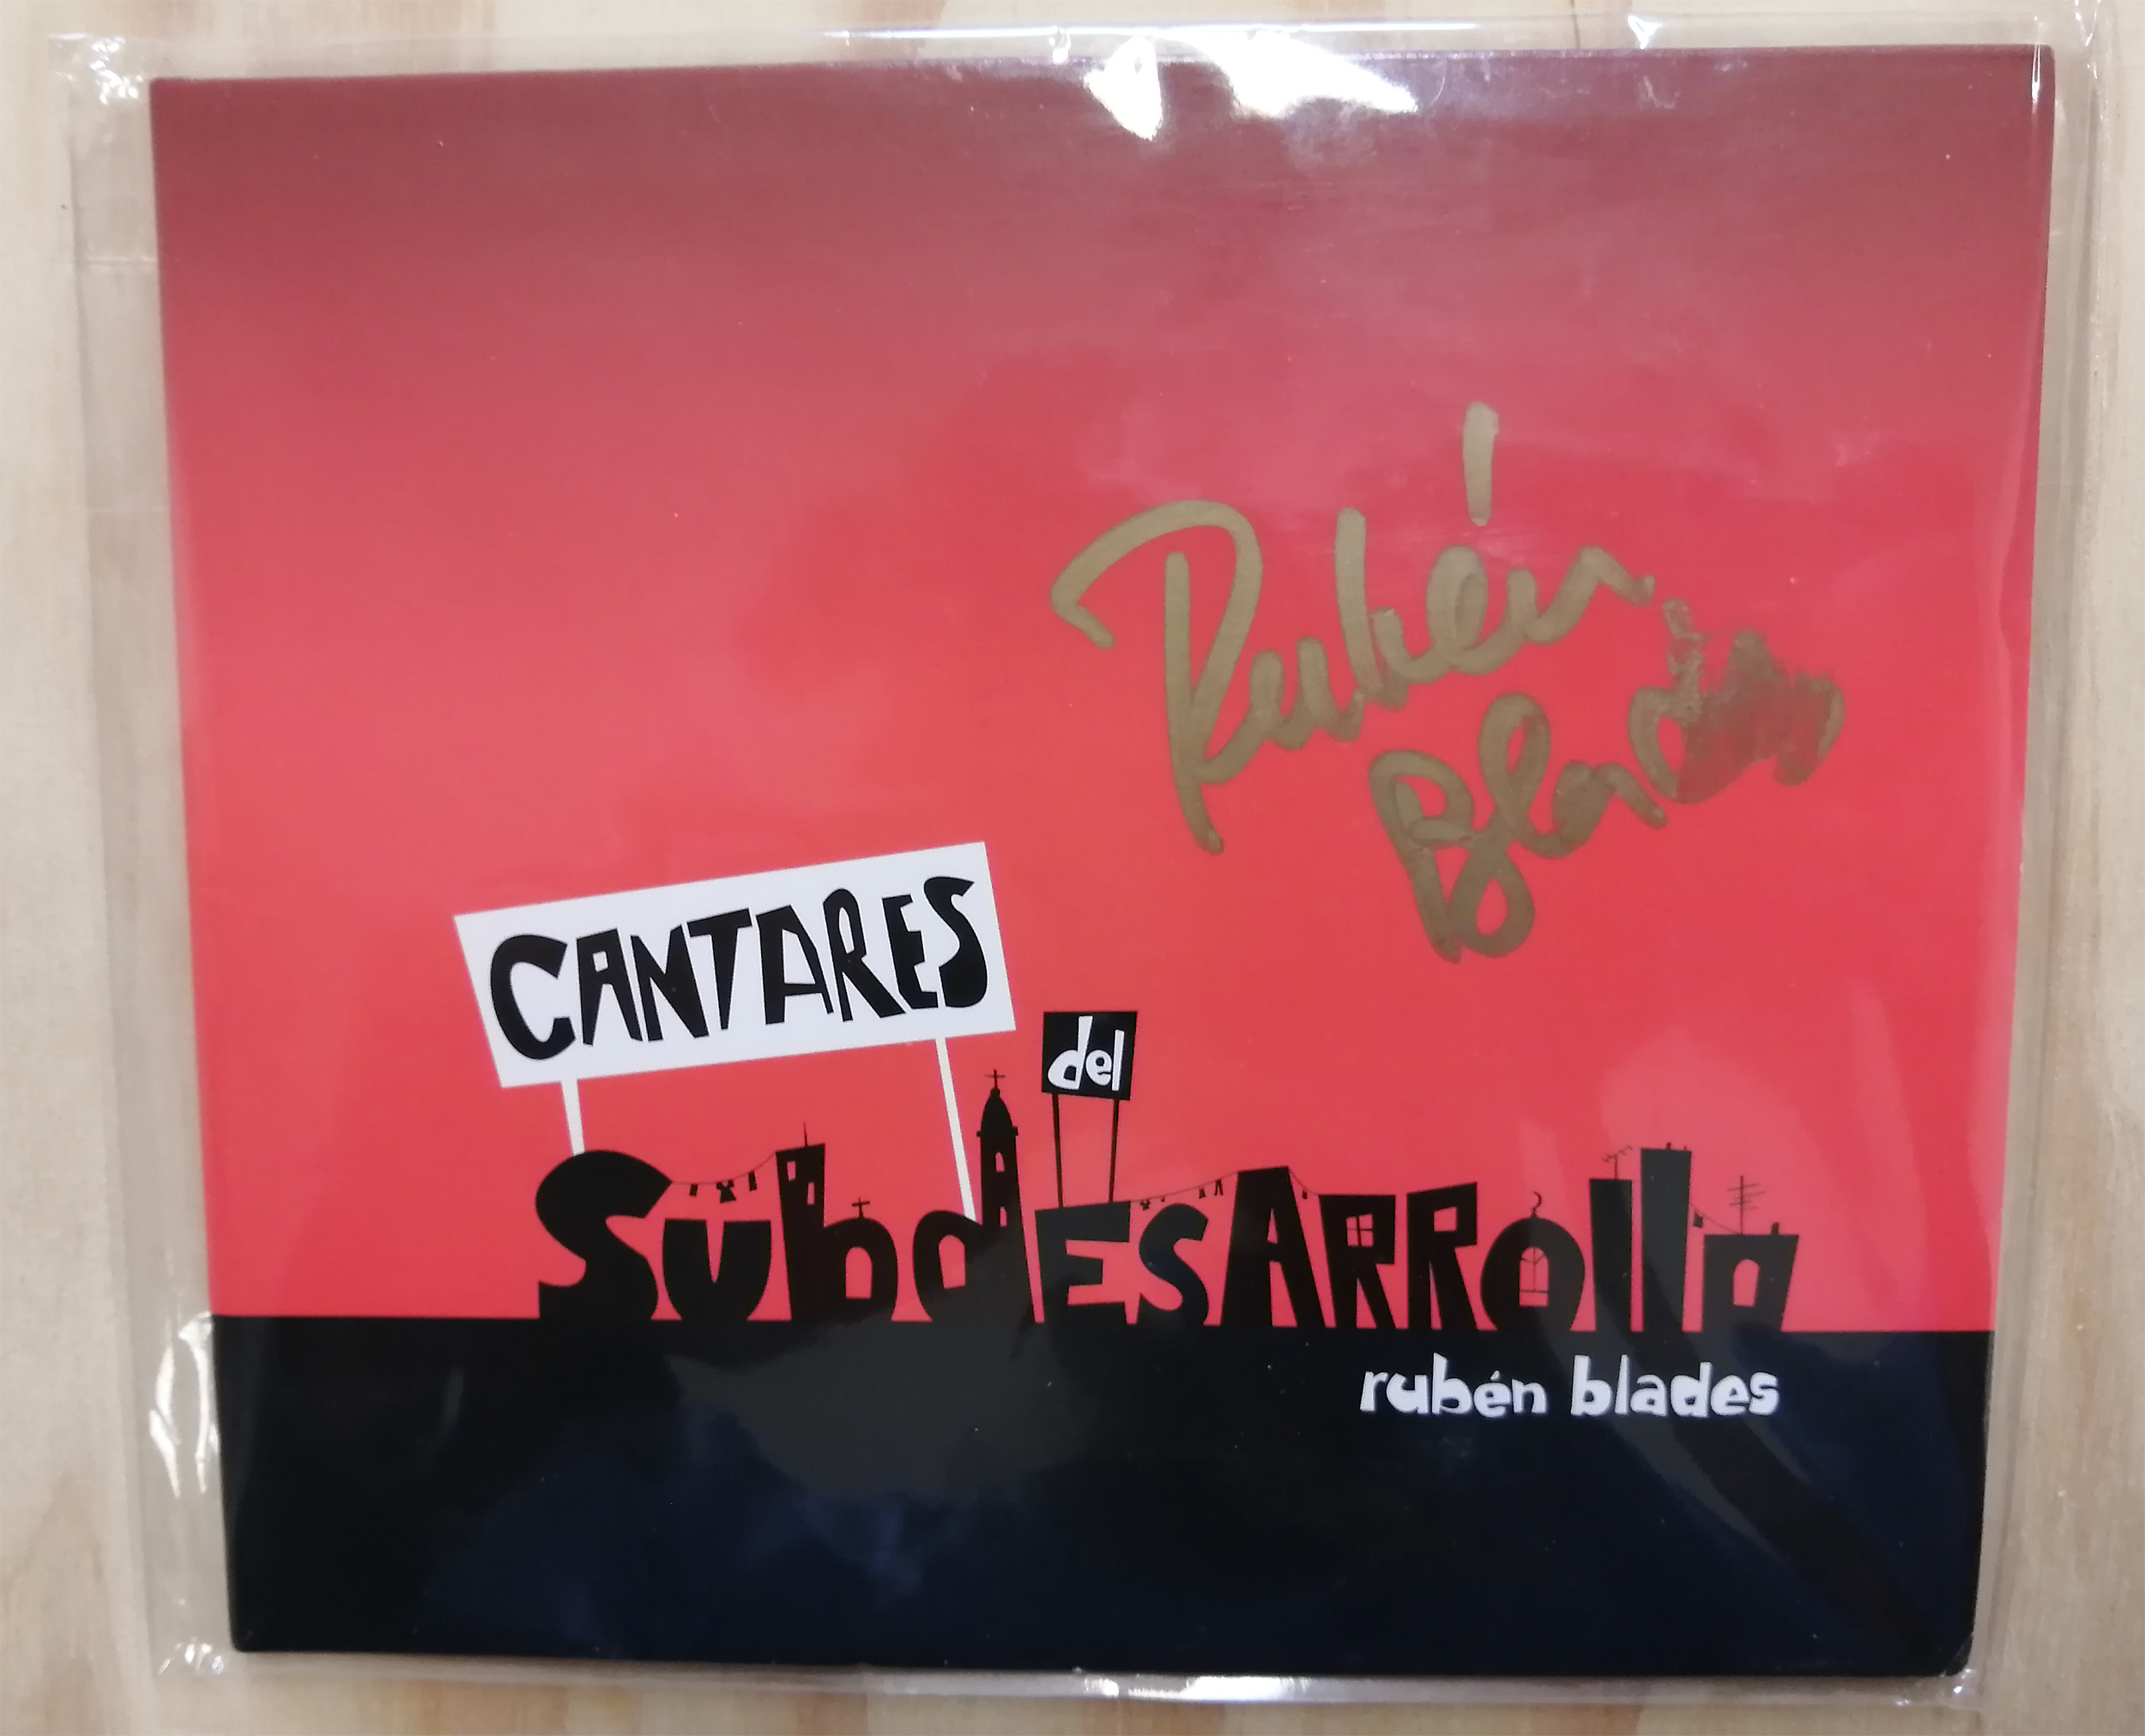 Rubén
Blades
CANTARES
del
SubdESARRollo
rubén blades